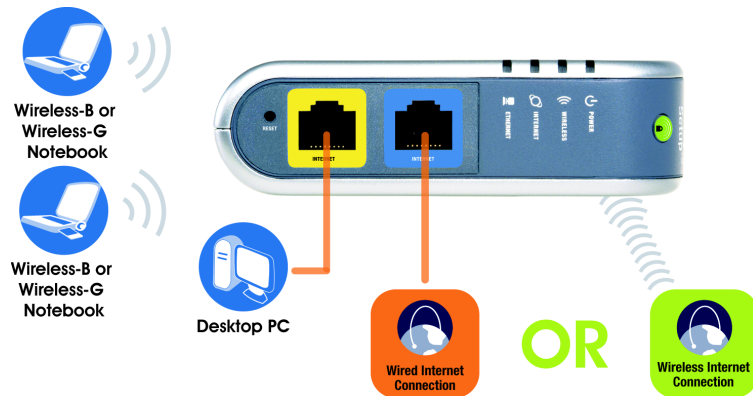 Wireless-B or
Wireless-G
Notebook
Wireless-B or
Wireless-G
Notebook
RESET
INTERNET
INTERNET
ETHERNET
INTERNET
WIRELESS
POWER
Setup
Desktop PC
Wired Internet
Connection
OR
Wireless Internet
Connection